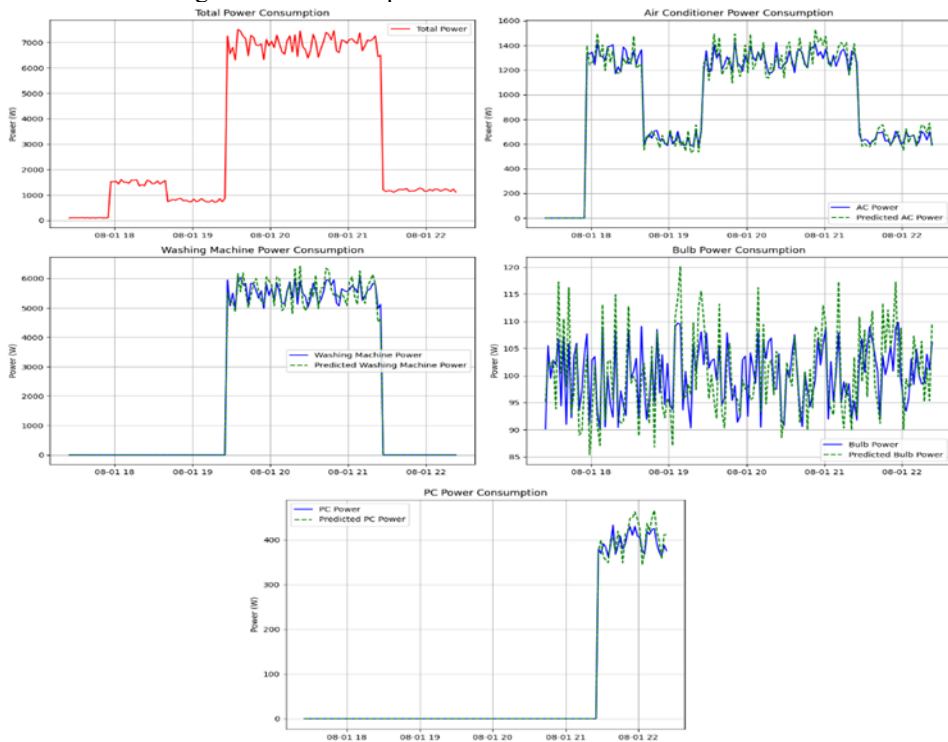 Total Power Consumption
Total Power
Power (W)
7000
6000
5000
4000
3000
2000
1000
0
08-01 18 08-01 19 08-01 20 08-01 21 08-01 22
Air Conditioner Power Consumption
1600
1400
1200
1000
800
600
400
200
0
Power (W)
AC Power
Predicted AC Power
08-01 18 08-01 19 08-01 20 08-01 21 08-01 22
Washing Machine Power Consumption
6000
5000
4000
3000
2000
1000
0
Power (W)
Washing Machine Power
Predicted Washing Machine Power
08-01 18 08-01 19 08-01 20 08-01 21 08-01 22
Bulb Power Consumption
120
115
110
105
100
95
90
85
Power (W)
Bulb Power
Predicted Bulb Power
08-01 18 08-01 19 08-01 20 08-01 21 08-01 22
PC Power Consumption
PC Power
Predicted PC Power
400
300
200
100
0
Power (W)
08-01 18 08-01 19 08-01 20 08-01 21 08-01 22